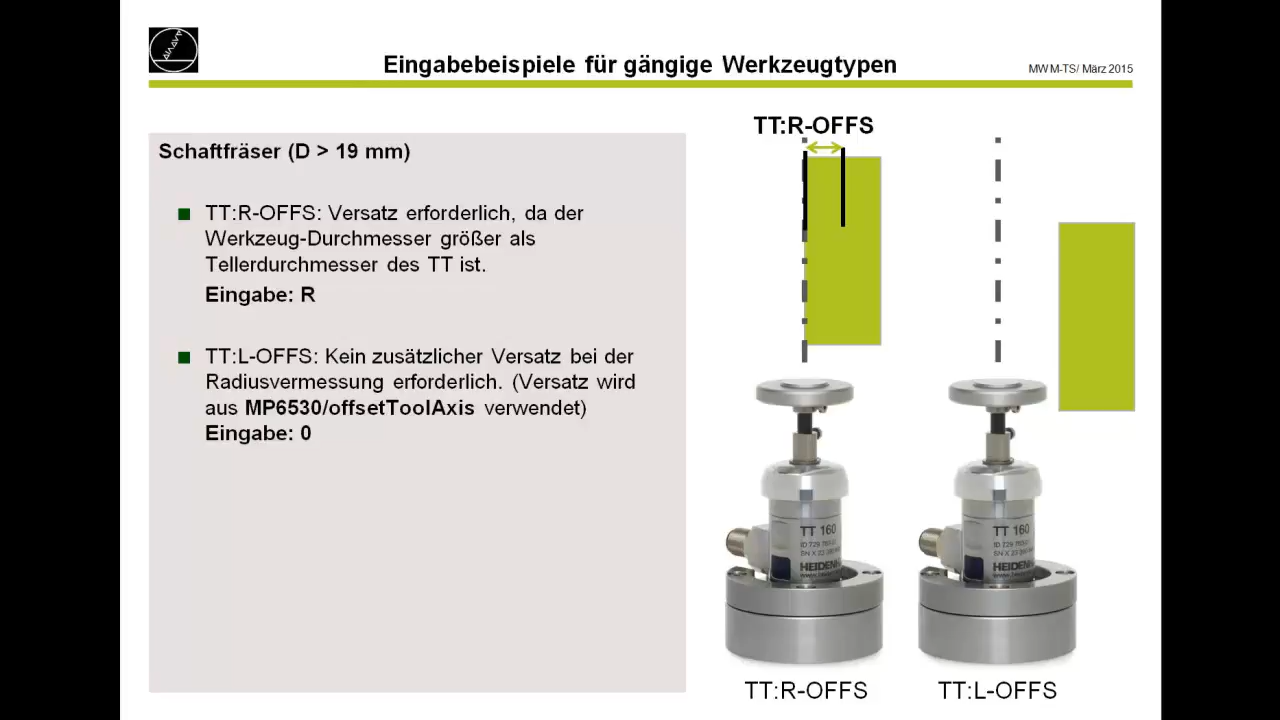 Eingabebeispiele für gängige Werkzeugtypen
MWM-TS/ März 2015
Schaftfräser (D > 19 mm)
TT:R-OFFS: Versatz erforderlich, da der
Werkzeug-Durchmesser größer als
Tellerdurchmesser des TT ist.
Eingabe: R
TT:L-OFFS: Kein zusätzlicher Versatz bei der
Radiusvermessung erforderlich. (Versatz wird
aus MP6530/offsetToolAxis verwendet)
Eingabe: 0
TT:R-OFFS
TT 160
HEIDEN
TT 160
HEIDEN
TT:R-OFFS
TT:L-OFFS